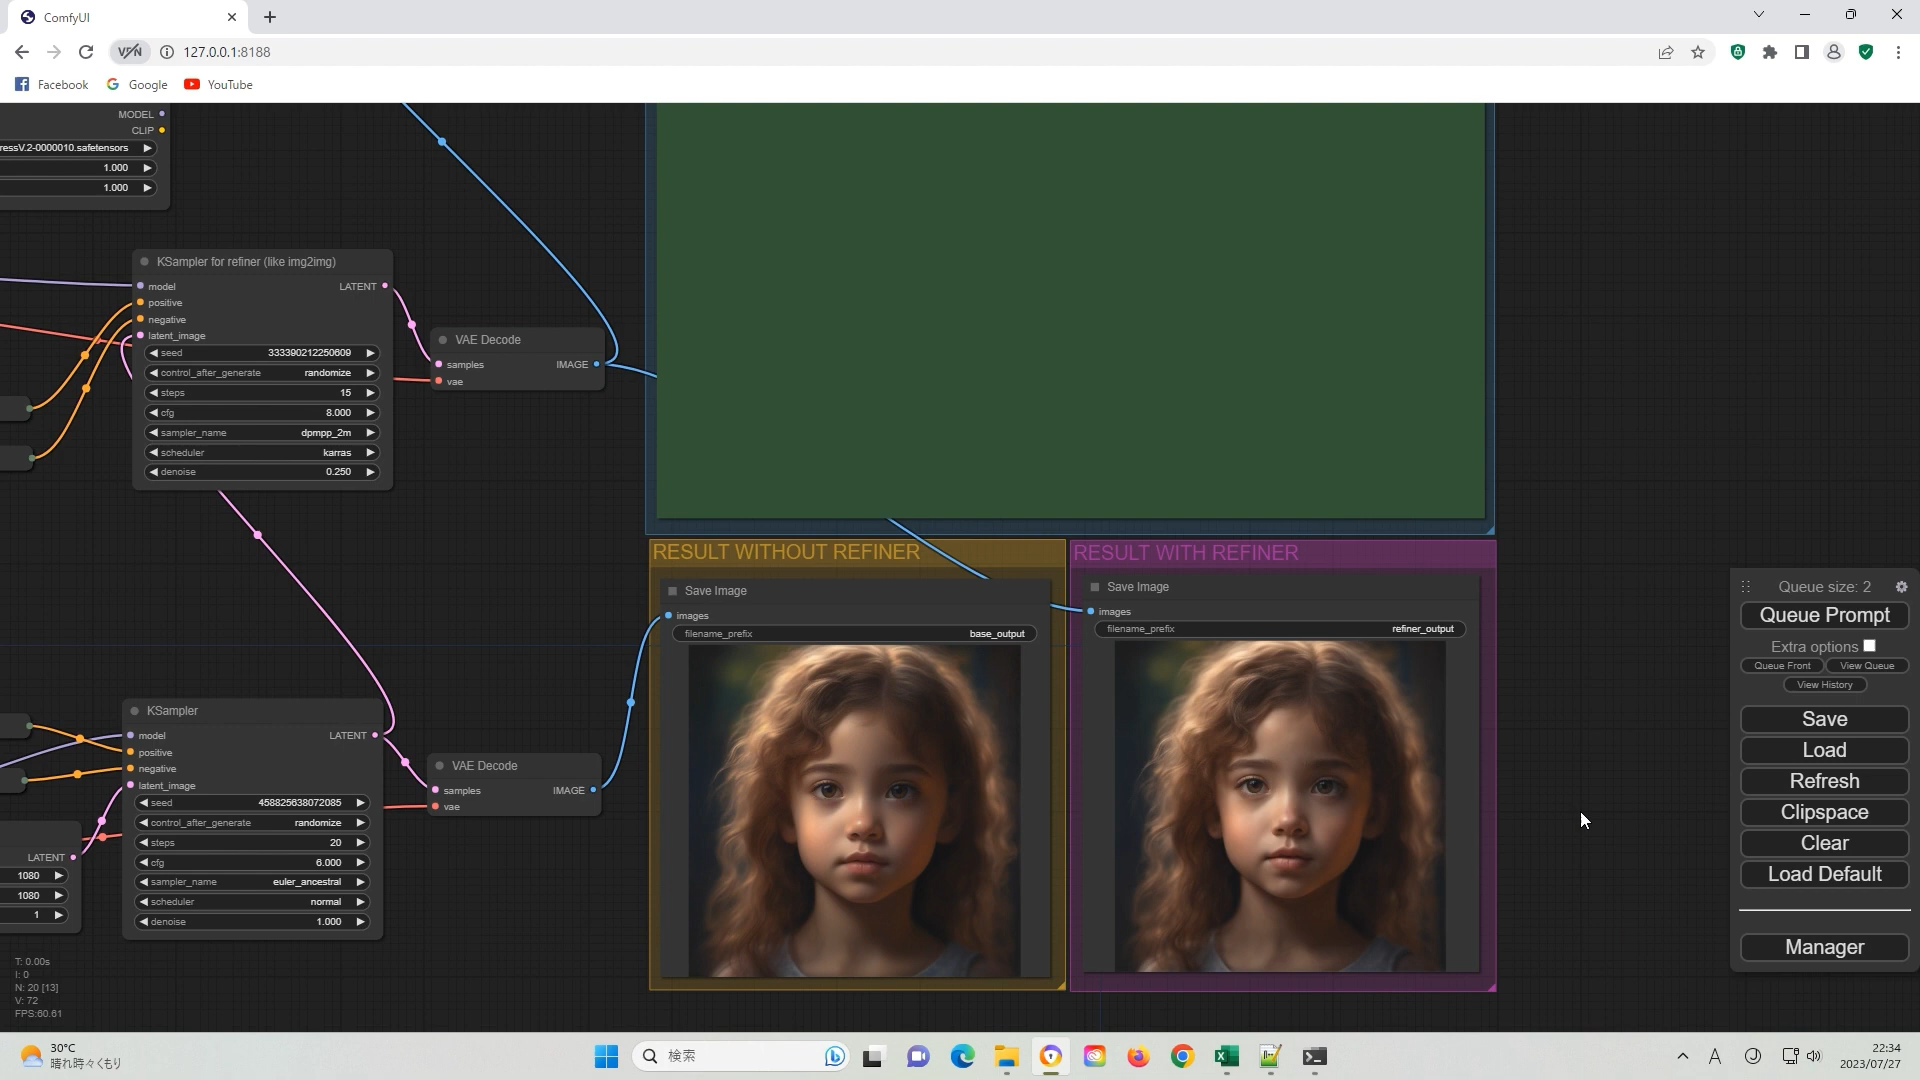 ComfyUI
VPN
127.0.0.1:8188
Facebook
Google
YouTube
MODEL
CLIP
ressV.2-0000010.safetensors
1.000
1.000
KSampler for refiner (like img2img)
model
LATENT
positive
negative
latent_image
seed 333390212250609
control_after_generate randomize
steps 15
cfg 8.000
sampler_name dpmpp_2m
scheduler karras
denoise 0.250
VAE Decode
samples IMAGE
vae
RESULT WITHOUT REFINER
Save Image
images
filename_prefix base_output
RESULT WITH REFINER
Save Image
images
filename_prefix refiner_output
KSampler
model LATENT
positive
negative
latent_image
seed 458825638072085
control_after_generate randomize
steps 20
cfg 6.000
sampler_name euler_ancestral
scheduler normal
denoise 1.000
LATENT
1080
1080
1
VAE Decode
samples IMAGE
vae
Queue size: 2
Queue Prompt
Extra options
Queue Front
View Queue
View History
Save
Load
Refresh
Clipspace
Clear
Load Default
Manager
T: 0.00s
I: 0
N: 20 [13]
V: 72
FPS:60.61
30°C
晴れ時々くもり
検索
A
22:34
2023/07/27